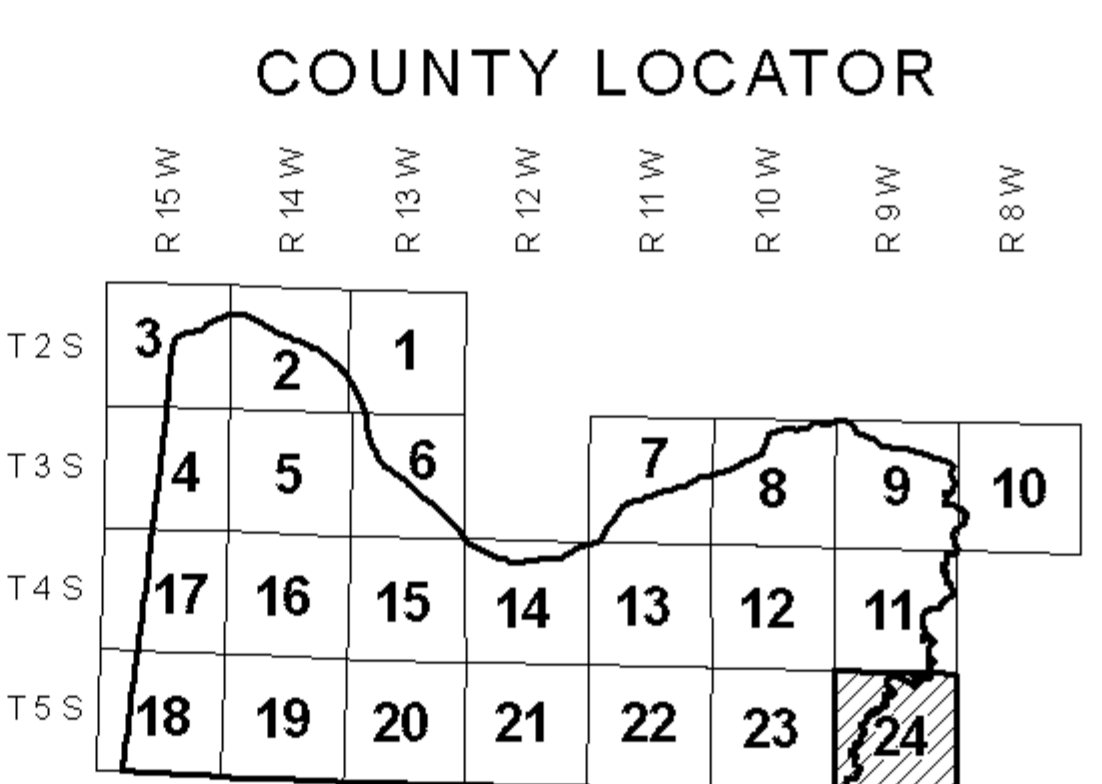 COUNTY LOCATOR
R 15 W R 14 W R 13 W R 12 W R 11 W R 10 W R 9 W R 8 W
T 2 S 3 2 1
T 3 S 4 5 6 7 8 9 10
T 4 S 17 16 15 14 13 12 11
T 5 S 18 19 20 21 22 23 24